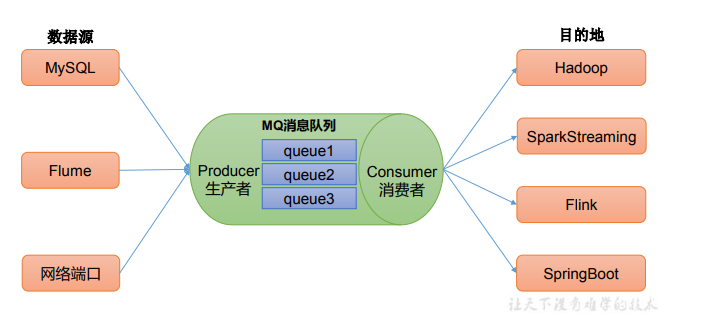 数据源
目的地
MySQL
Flume
网络端口
MQ消息队列
Producer
生产者
queue1
queue2
queue3
Consumer
消费者
Hadoop
SparkStreaming
Flink
SpringBoot
让天下没有难学的技术